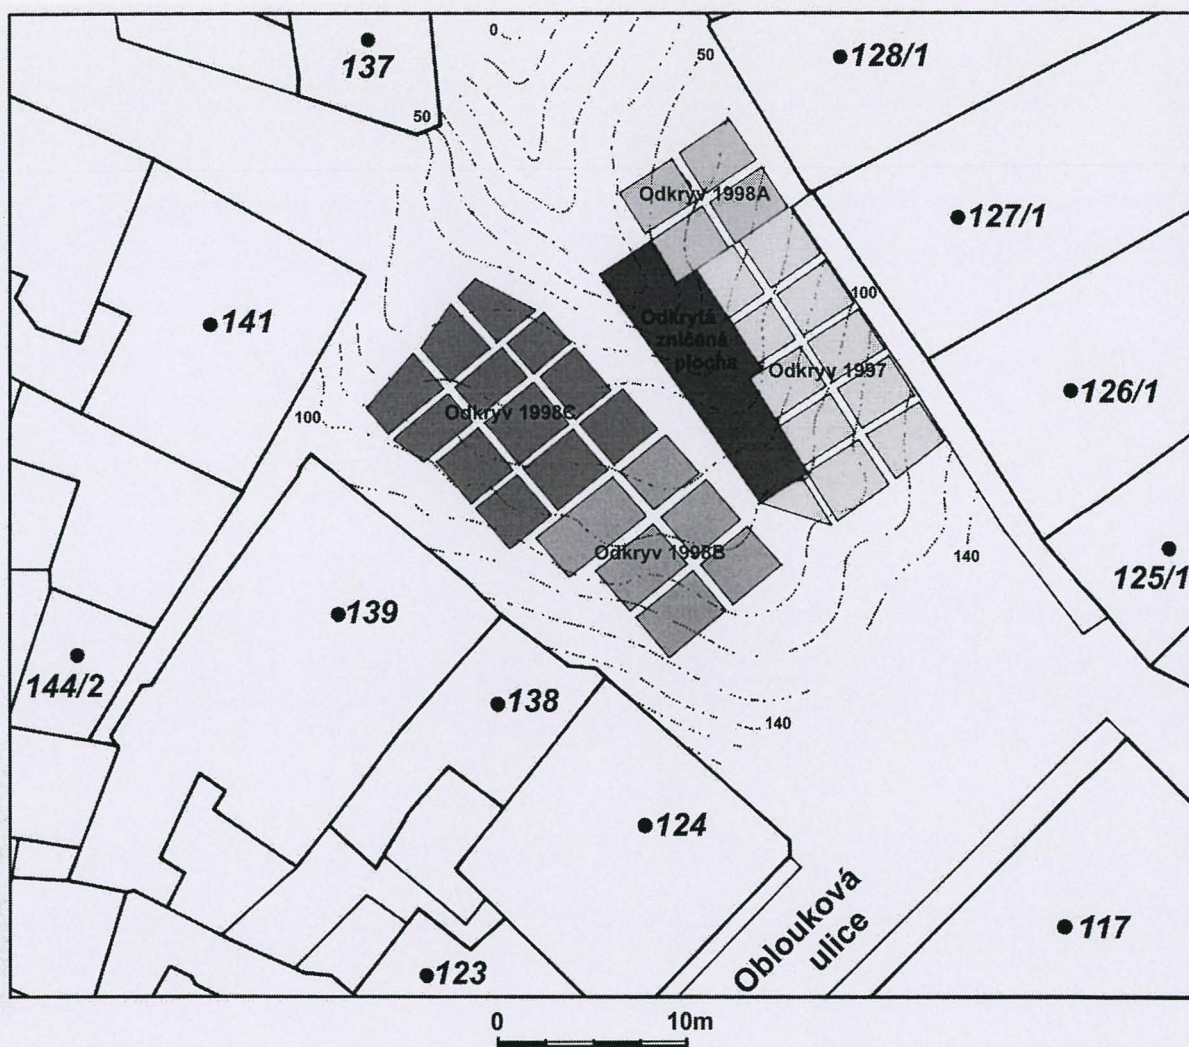 0
50
128/1
137
50
Odkryv 1998A
127/1
100
141
Odkrytá
zničená
plocha
Odkryv 1997
126/1
100
Odkryv 1998C
Odkryv 1998B
140
125/1
139
144/2
138
140
124
Oblouková
ulice
117
123
0
10m